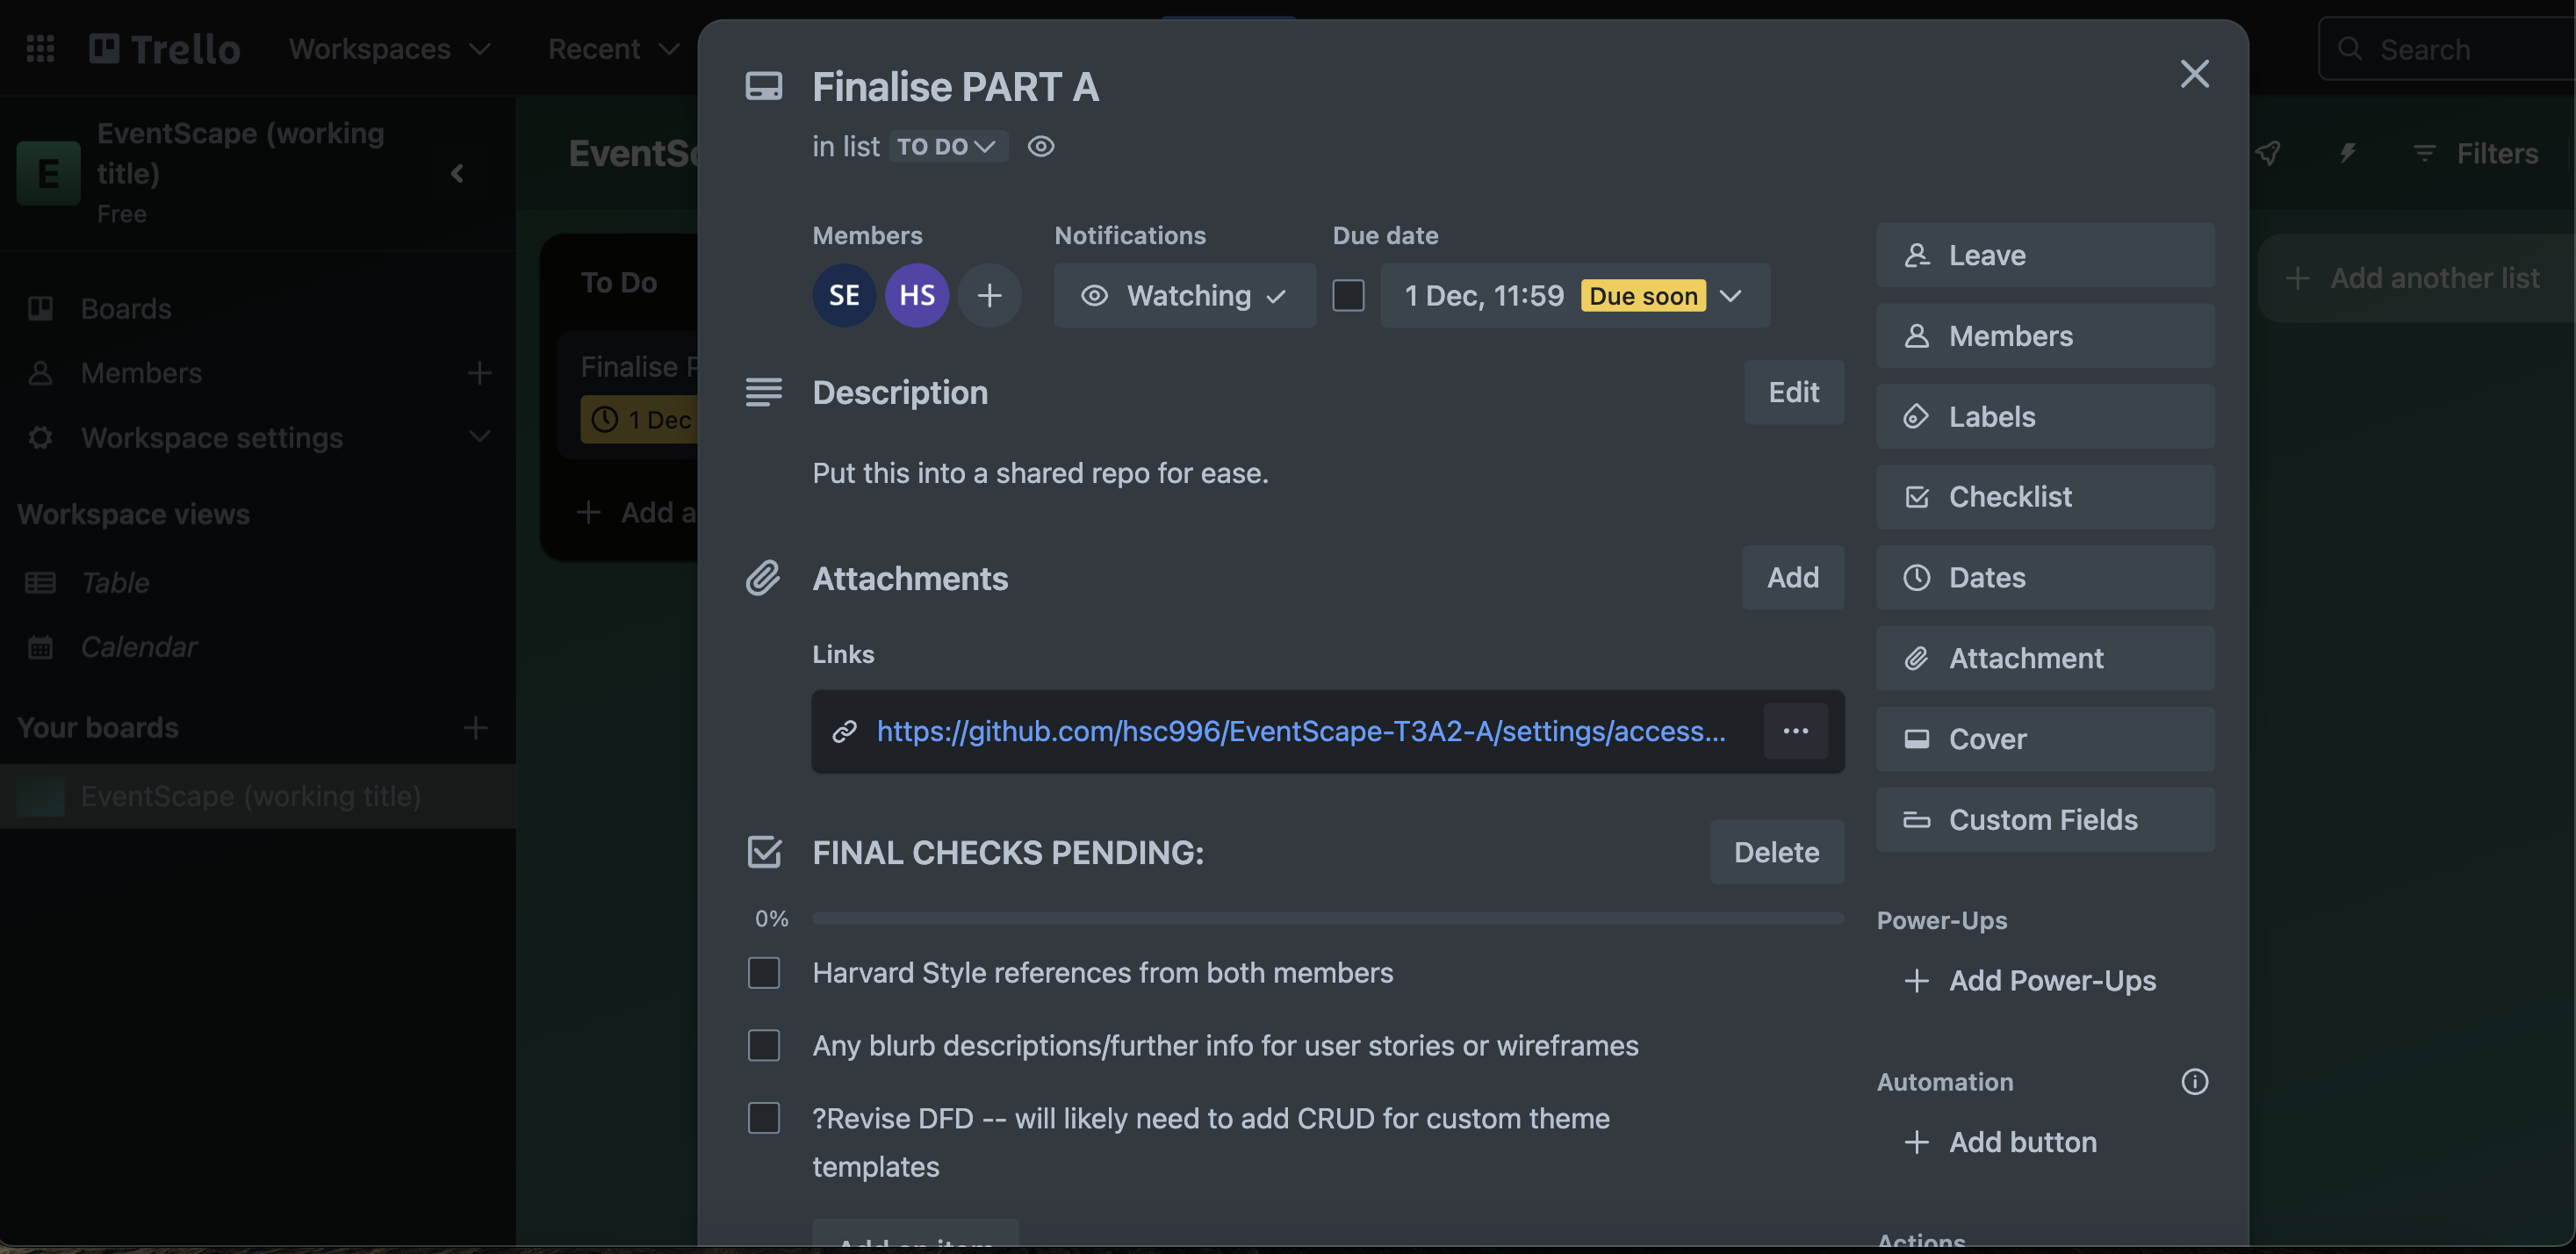 Trello
Workspaces
Recent
Search
E
EventScape (working
title)
Free
Boards
Members
Workspace settings
Workspace views
Table
Calendar
Your boards
EventScape (working title)
To Do
1 Dec
Finalise PART A
in list TO DO
Members
Notifications
Due date
SE
HS
Watching
1 Dec, 11:59 Due soon
Description
Edit
Put this into a shared repo for ease.
Attachments
Add
Links
https://github.com/hsc996/EventScape-T3A2-A/settings/access...
FINAL CHECKS PENDING:
Delete
0%
Harvard Style references from both members
Any blurb descriptions/further info for user stories or wireframes
?Revise DFD -- will likely need to add CRUD for custom theme
templates
Add an item
Leave
Members
Labels
Checklist
Dates
Attachment
Cover
Custom Fields
Power-Ups
Add Power-Ups
Automation
Add button
Actions
Filters
Add another list